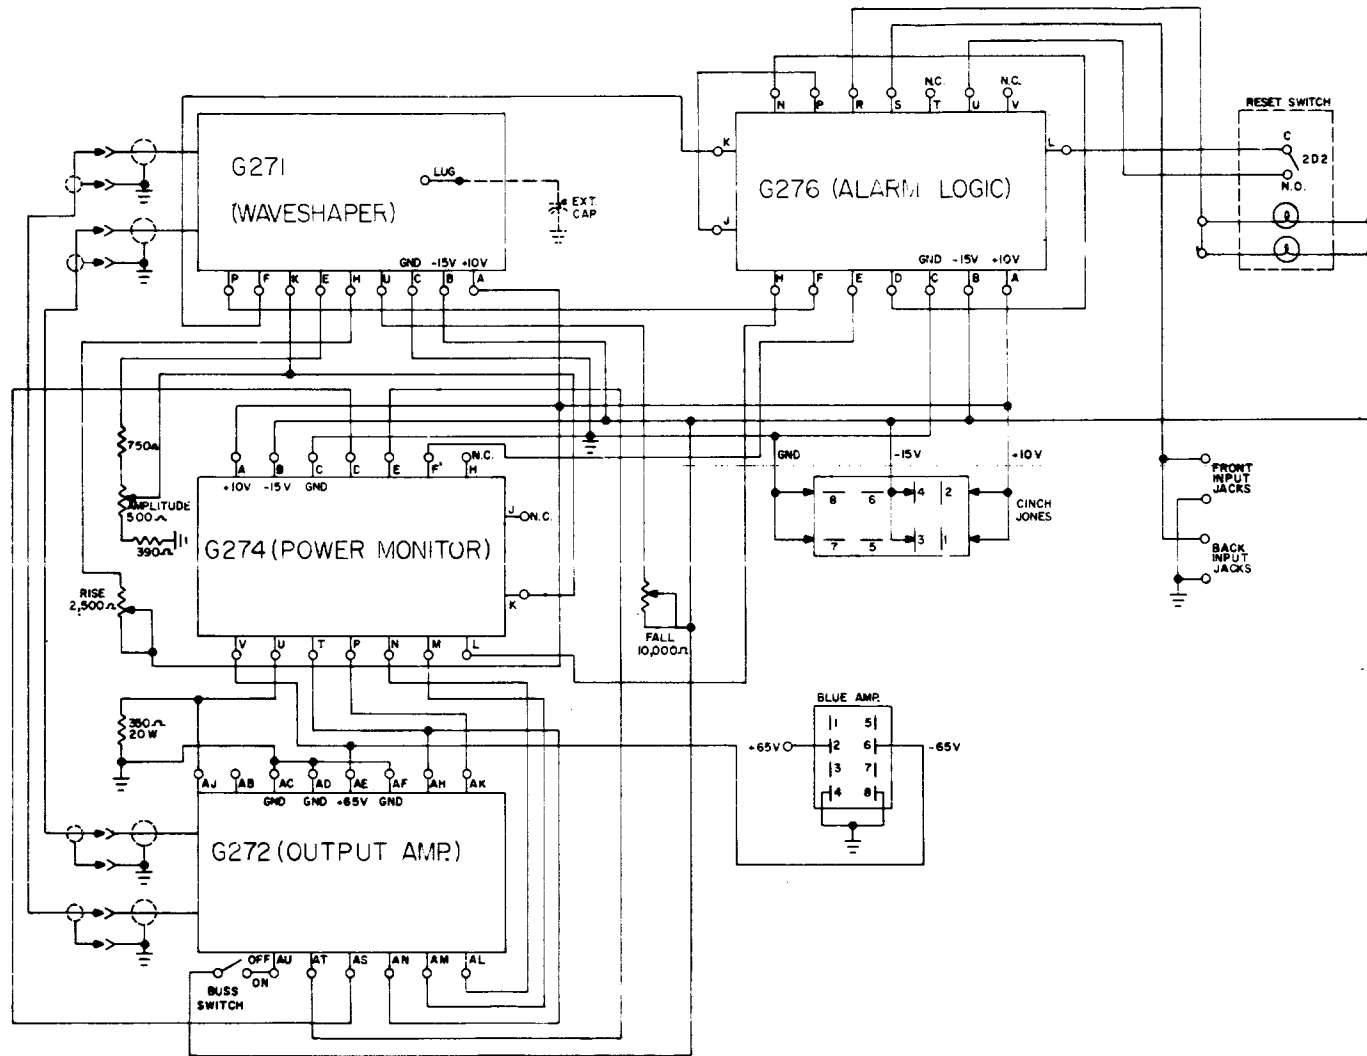 N P R S N.C. T U N.C. V
RESET SWITCH
C
2D2
N.O.
G271
(WAVESHAPER)
LUG
EXT.
CAP
GND -15V +10V
P F K E H U C B A
K
L
G276 (ALARM LOGIC)
J
GND -15V +10V
H F E D C B A
750Ω
AMPLITUDE
500Ω
390Ω
A B C D E F' N.C. H
+10V -15V GND
J N.C.
G274 (POWER MONITOR)
K
V U T P N M L
RISE
2,500Ω
FALL
10,000Ω
GND -15V +10V
8 6 4 2
7 5 3 1
CINCH
JONES
FRONT
INPUT
JACKS
BACK
INPUT
JACKS
350Ω
20W
AJ AB AC AD AE AF AH AK
GND GND +65V GND
G272 (OUTPUT AMP.)
OFF AU AT AS AN AM AL
ON
BUSS
SWITCH
BLUE AMP.
1 5
+65V 2 6 -65V
3 7
4 8